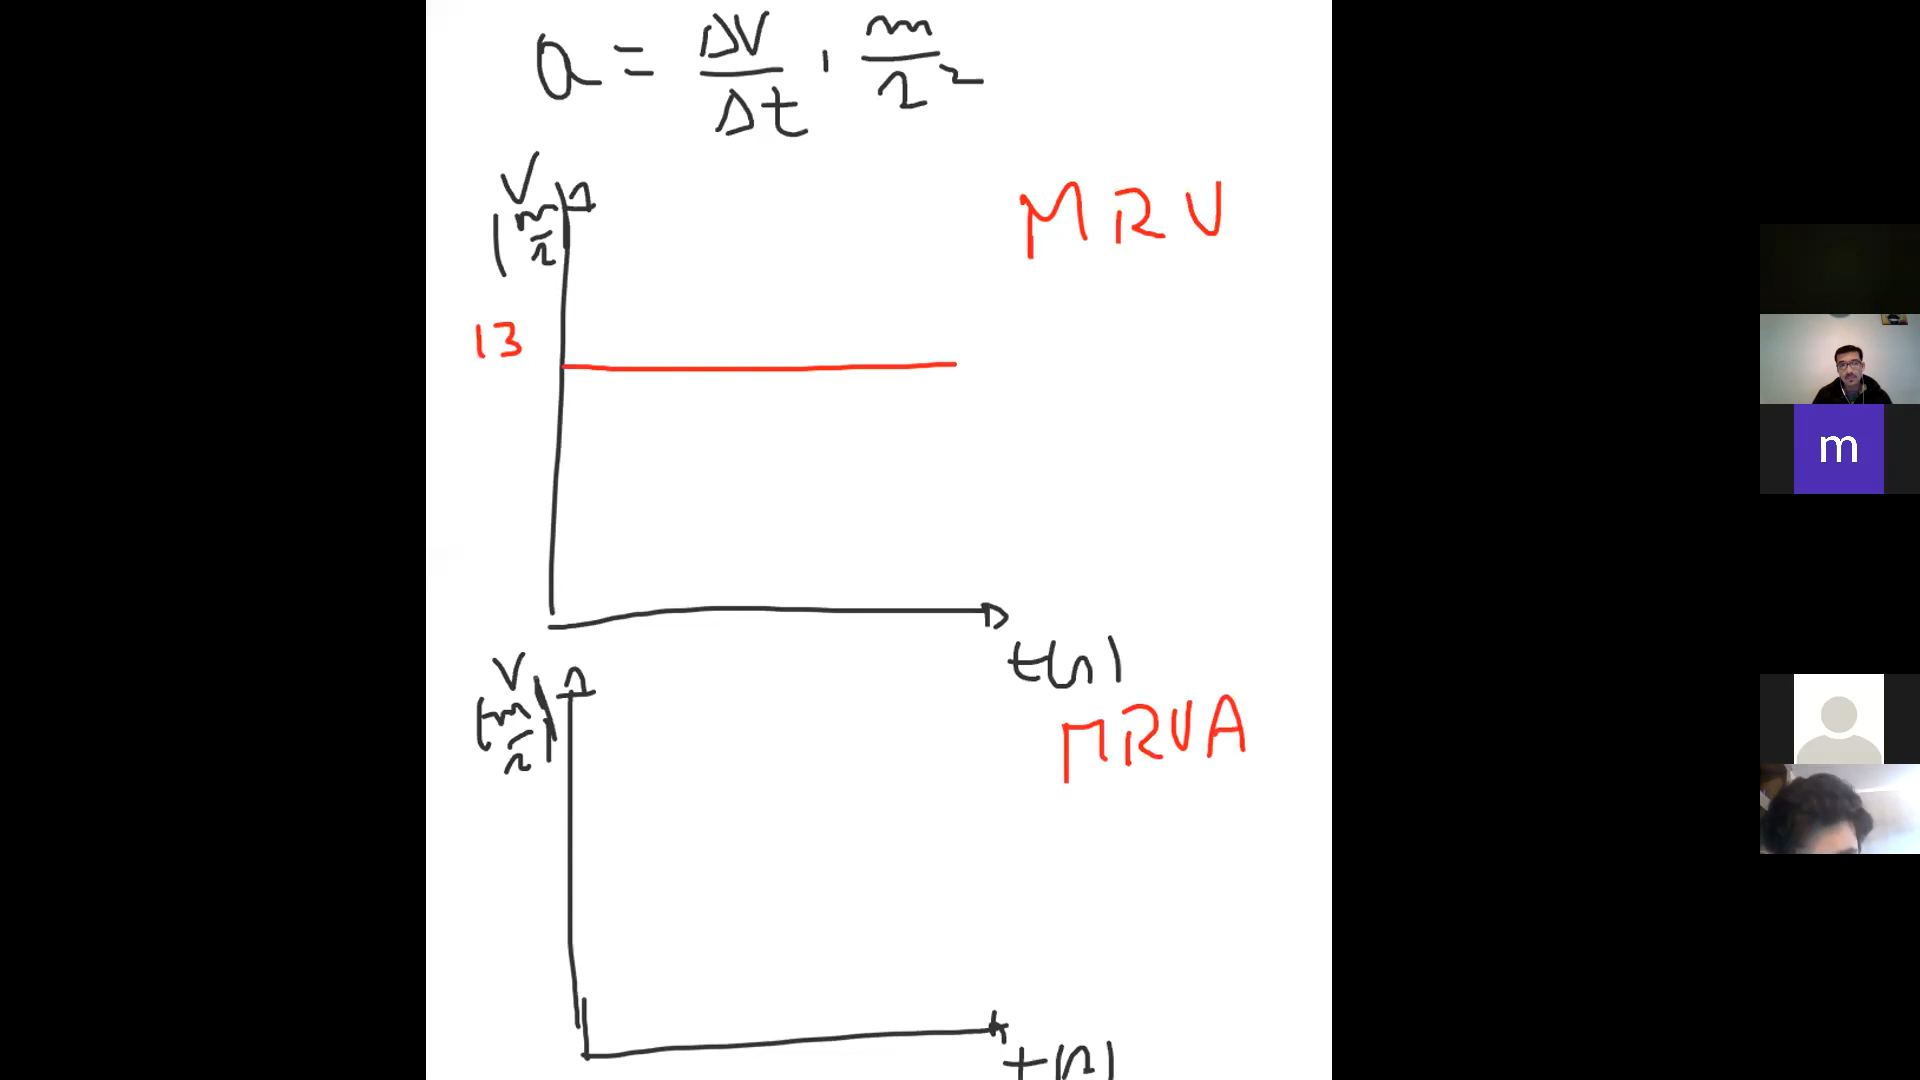 a = ΔV/Δt , m/s²
V (m/s)
MRU
13
t(s)
V (m/s)
MRUA
t(s)
m